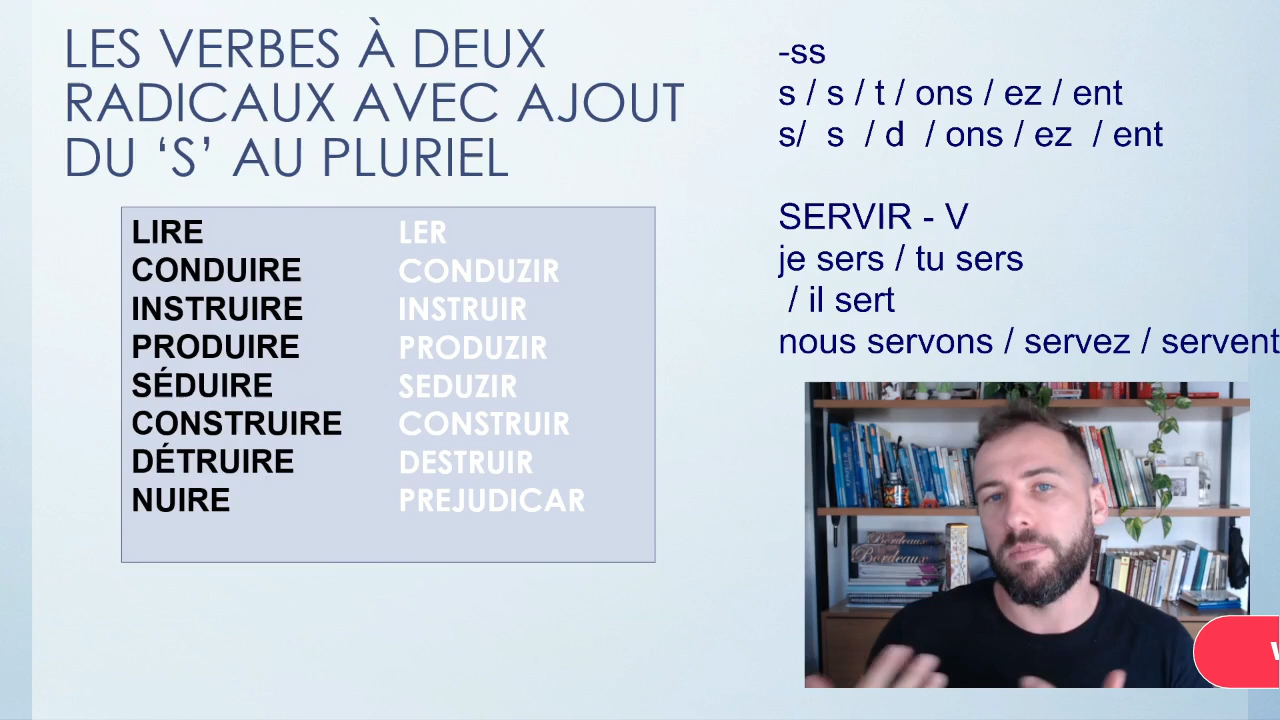 LES VERBES À DEUX
RADICAUX AVEC AJOUT
DU ‘S’ AU PLURIEL
LIRE LER
CONDUIRE CONDUZIR
INSTRUIRE INSTRUIR
PRODUIRE PRODUZIR
SÉDUIRE SEDUZIR
CONSTRUIRE CONSTRUIR
DÉTRUIRE DESTRUIR
NUIRE PREJUDICAR
-ss
s / s / t / ons / ez / ent
s/ s / d / ons / ez / ent
SERVIR - V
je sers / tu sers
/ il sert
nous servons / servez / servent
Bordeaux
Bordeaux